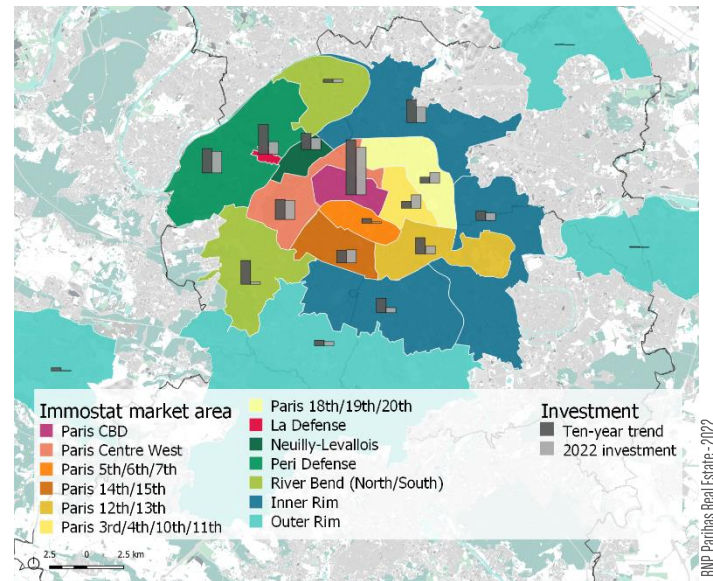 Immostat market area
Paris CBD
Paris Centre West
Paris 5th/6th/7th
Paris 14th/15th
Paris 12th/13th
Paris 3rd/4th/10th/11th
Paris 18th/19th/20th
La Defense
Neuilly-Levallois
Peri Defense
River Bend (North/South)
Inner Rim
Outer Rim
Investment
Ten-year trend
2022 investment
2.5 0 2.5 km
BNP Paribas Real Estate - 2022